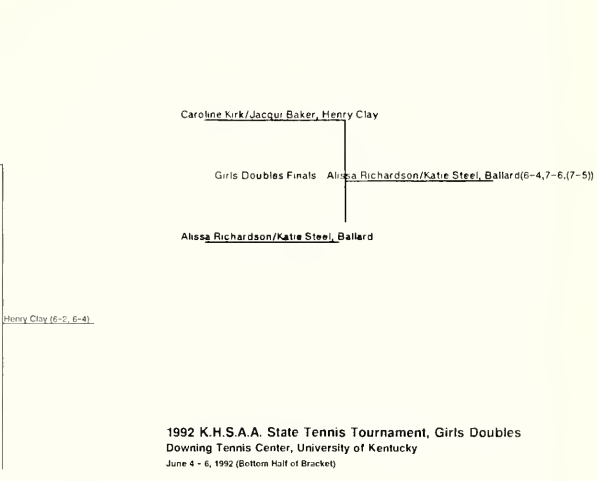 Caroline Kirk/Jacqui Baker, Henry Clay
Girls Doubles Finals Alissa Richardson/Katie Steel, Ballard(6-4,7-6,(7-5))
Alissa Richardson/Katie Steel, Ballard
Henry Clay (6-2, 6-4)
1992 K.H.S.A.A. State Tennis Tournament, Girls Doubles
Downing Tennis Center, University of Kentucky
June 4 - 6, 1992 (Bottom Half of Bracket)